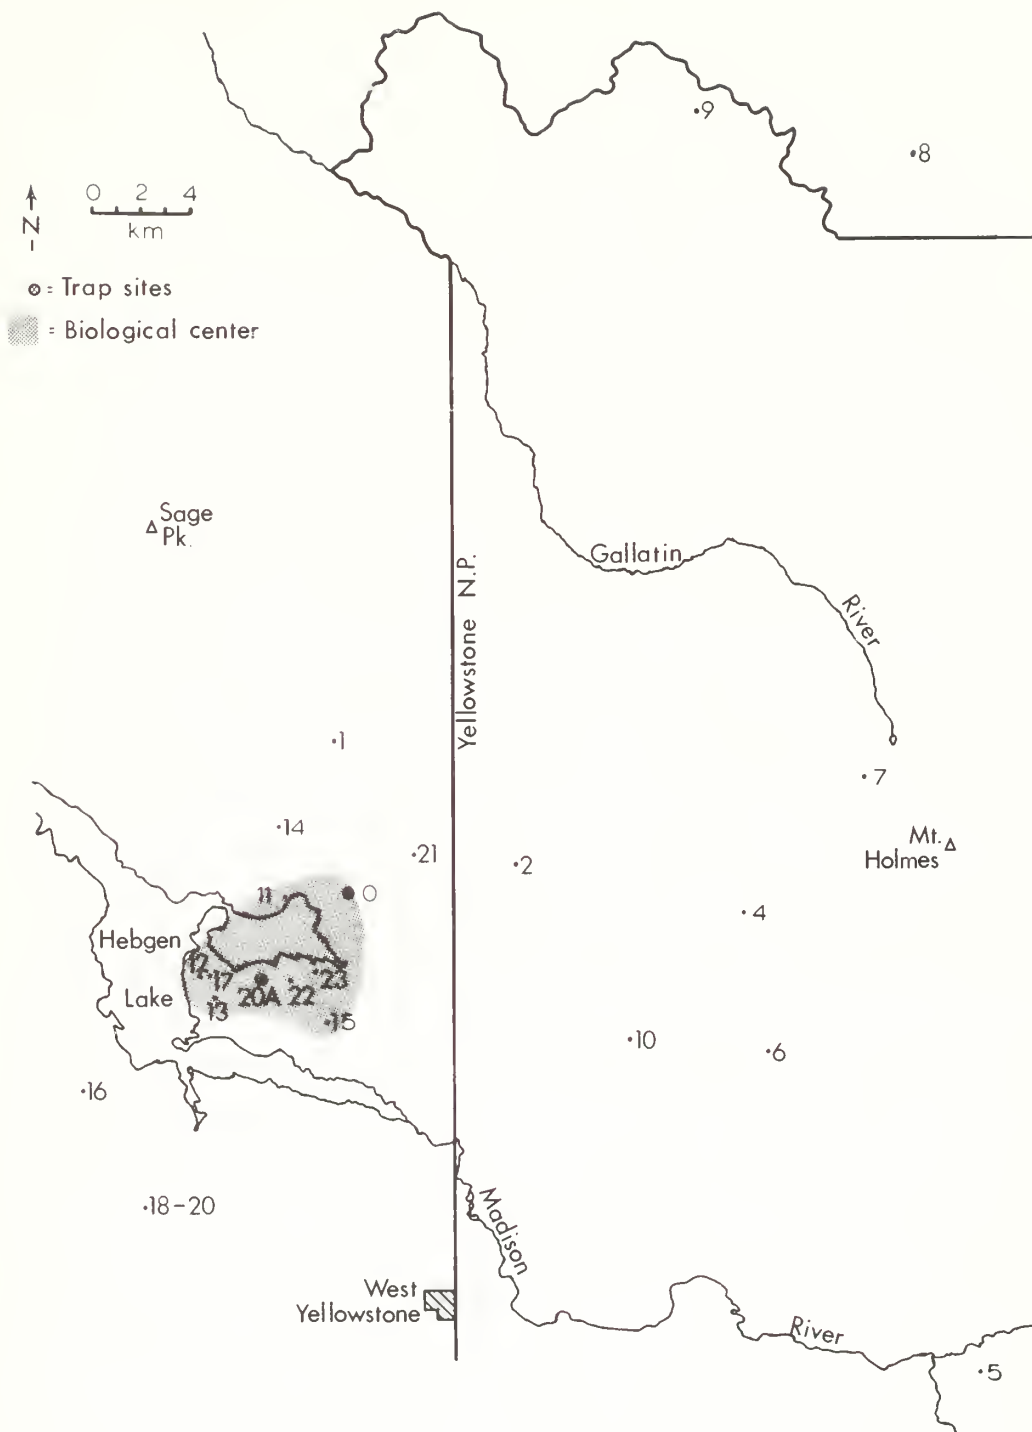 ·9
·8
0 2 4
km
N
= Trap sites
= Biological center
Sage
Pk.
Yellowstone N.P.
Gallatin
River
·1
·7
·14
·21
·2
Mt.
Holmes
11
0
·4
Hebgen
Lake
12
17
·13
20A
22
23
·15
·10
·6
·16
·18-20
Madison
West
Yellowstone
River
·5